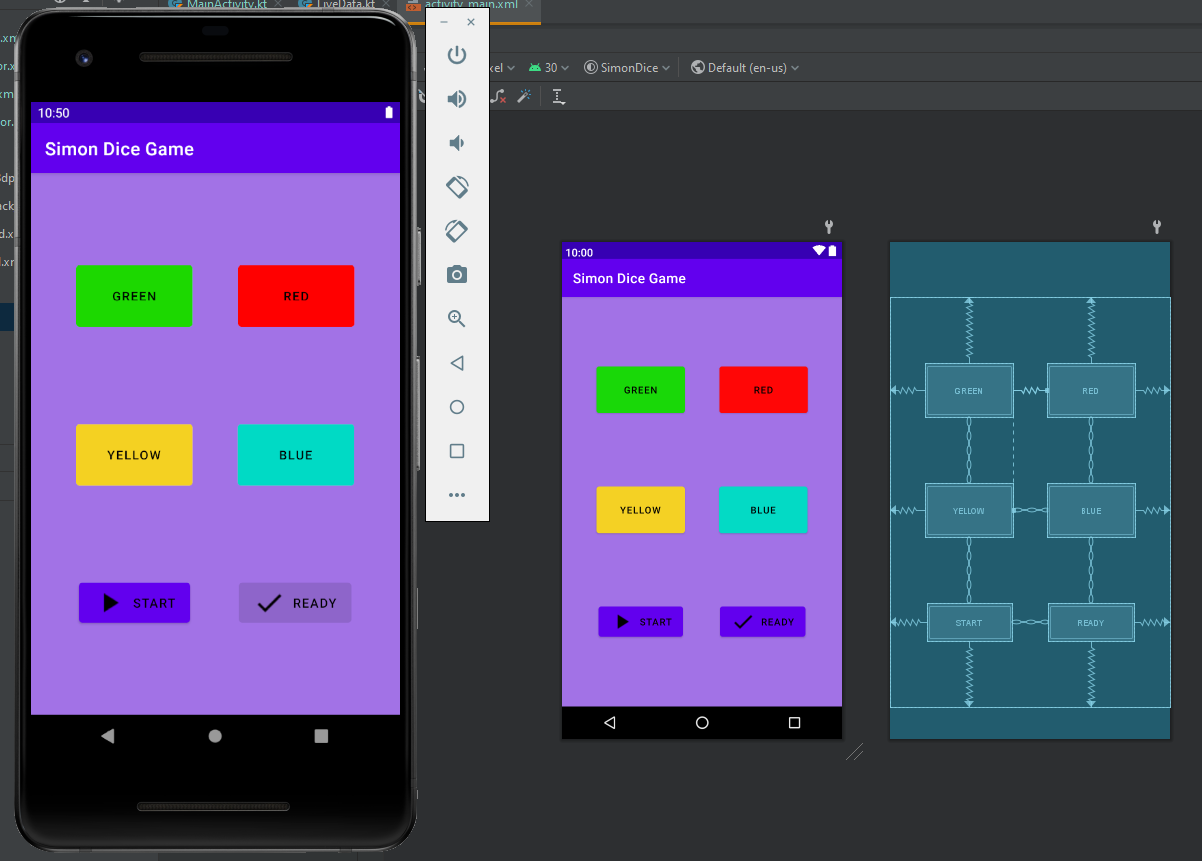 MainActivity.kt
LiveData.kt
activity_main.xml
xel
30
SimonDice
Default (en-us)
10:50
Simon Dice Game
GREEN
RED
YELLOW
BLUE
START
READY
10:00
Simon Dice Game
GREEN
RED
YELLOW
BLUE
START
READY
GREEN
RED
YELLOW
BLUE
START
READY